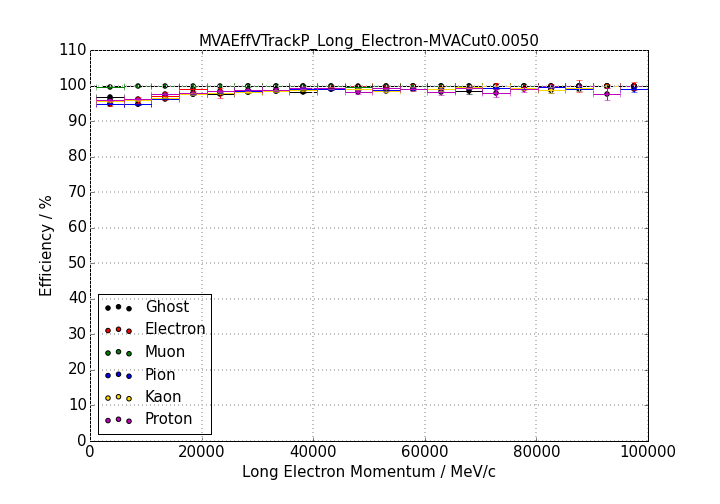 MVAEffVTrackP_Long_Electron-MVACut0.0050
110
100
90
80
70
60
50
40
30
20
10
0
Efficiency / %
Ghost
Electron
Muon
Pion
Kaon
Proton
0 20000 40000 60000 80000 100000
Long Electron Momentum / MeV/c